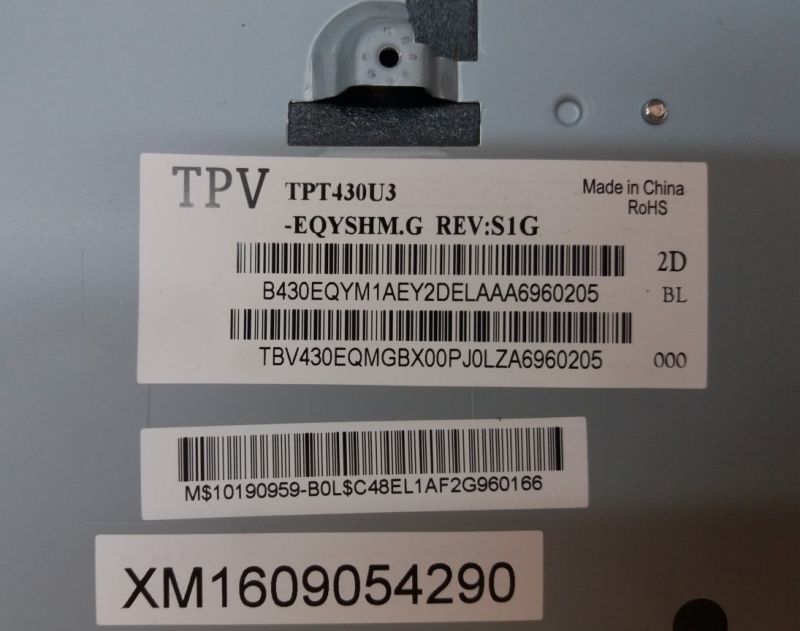 TPV TPT430U3 Made in China
RoHS
-EQYSHM.G REV:S1G
2D
B430EQYM1AEY2DELAAA6960205 BL
TBV430EQMGBX00PJ0LZA6960205 000
M$10190959-B0L$C48EL1AF2G960166
XM1609054290